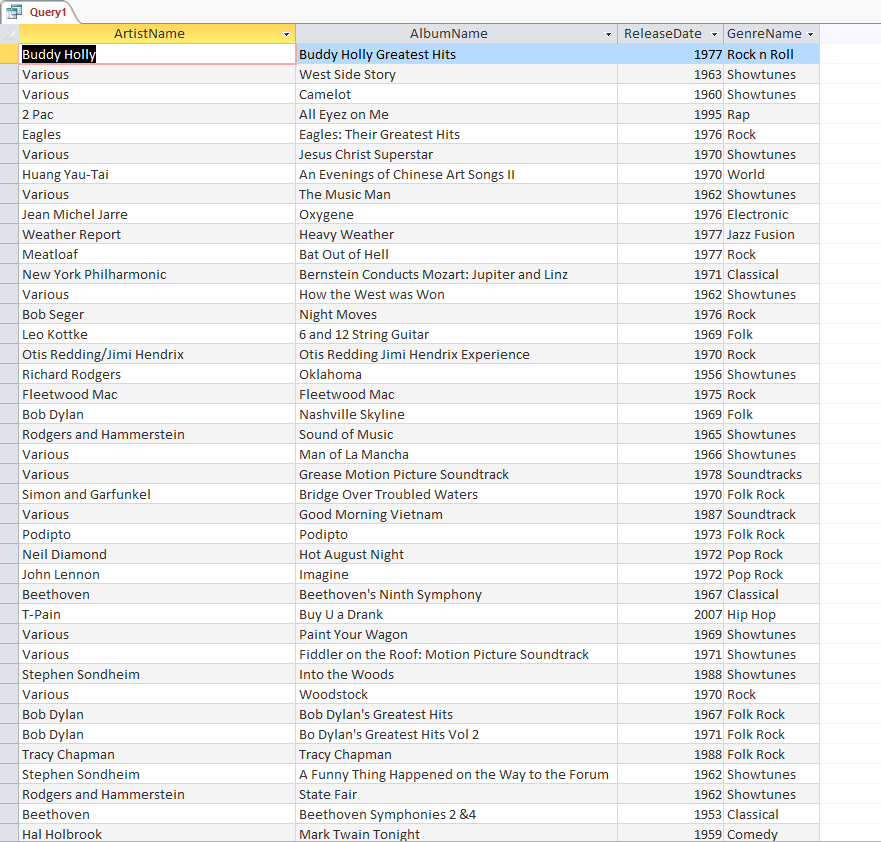 Query1
ArtistName AlbumName ReleaseDate GenreName
Buddy Holly Buddy Holly Greatest Hits 1977 Rock n Roll
Various West Side Story 1963 Showtunes
Various Camelot 1960 Showtunes
2 Pac All Eyez on Me 1995 Rap
Eagles Eagles: Their Greatest Hits 1976 Rock
Various Jesus Christ Superstar 1970 Showtunes
Huang Yau-Tai An Evenings of Chinese Art Songs II 1970 World
Various The Music Man 1962 Showtunes
Jean Michel Jarre Oxygene 1976 Electronic
Weather Report Heavy Weather 1977 Jazz Fusion
Meatloaf Bat Out of Hell 1977 Rock
New York Philharmonic Bernstein Conducts Mozart: Jupiter and Linz 1971 Classical
Various How the West was Won 1962 Showtunes
Bob Seger Night Moves 1976 Rock
Leo Kottke 6 and 12 String Guitar 1969 Folk
Otis Redding/Jimi Hendrix Otis Redding Jimi Hendrix Experience 1970 Rock
Richard Rodgers Oklahoma 1956 Showtunes
Fleetwood Mac Fleetwood Mac 1975 Rock
Bob Dylan Nashville Skyline 1969 Folk
Rodgers and Hammerstein Sound of Music 1965 Showtunes
Various Man of La Mancha 1966 Showtunes
Various Grease Motion Picture Soundtrack 1978 Soundtracks
Simon and Garfunkel Bridge Over Troubled Waters 1970 Folk Rock
Various Good Morning Vietnam 1987 Soundtrack
Podipto Podipto 1973 Folk Rock
Neil Diamond Hot August Night 1972 Pop Rock
John Lennon Imagine 1972 Pop Rock
Beethoven Beethoven's Ninth Symphony 1967 Classical
T-Pain Buy U a Drank 2007 Hip Hop
Various Paint Your Wagon 1969 Showtunes
Various Fiddler on the Roof: Motion Picture Soundtrack 1971 Showtunes
Stephen Sondheim Into the Woods 1988 Showtunes
Various Woodstock 1970 Rock
Bob Dylan Bob Dylan's Greatest Hits 1967 Folk Rock
Bob Dylan Bo Dylan's Greatest Hits Vol 2 1971 Folk Rock
Tracy Chapman Tracy Chapman 1988 Folk Rock
Stephen Sondheim A Funny Thing Happened on the Way to the Forum 1962 Showtunes
Rodgers and Hammerstein State Fair 1962 Showtunes
Beethoven Beethoven Symphonies 2 &4 1953 Classical
Hal Holbrook Mark Twain Tonight 1959 Comedy